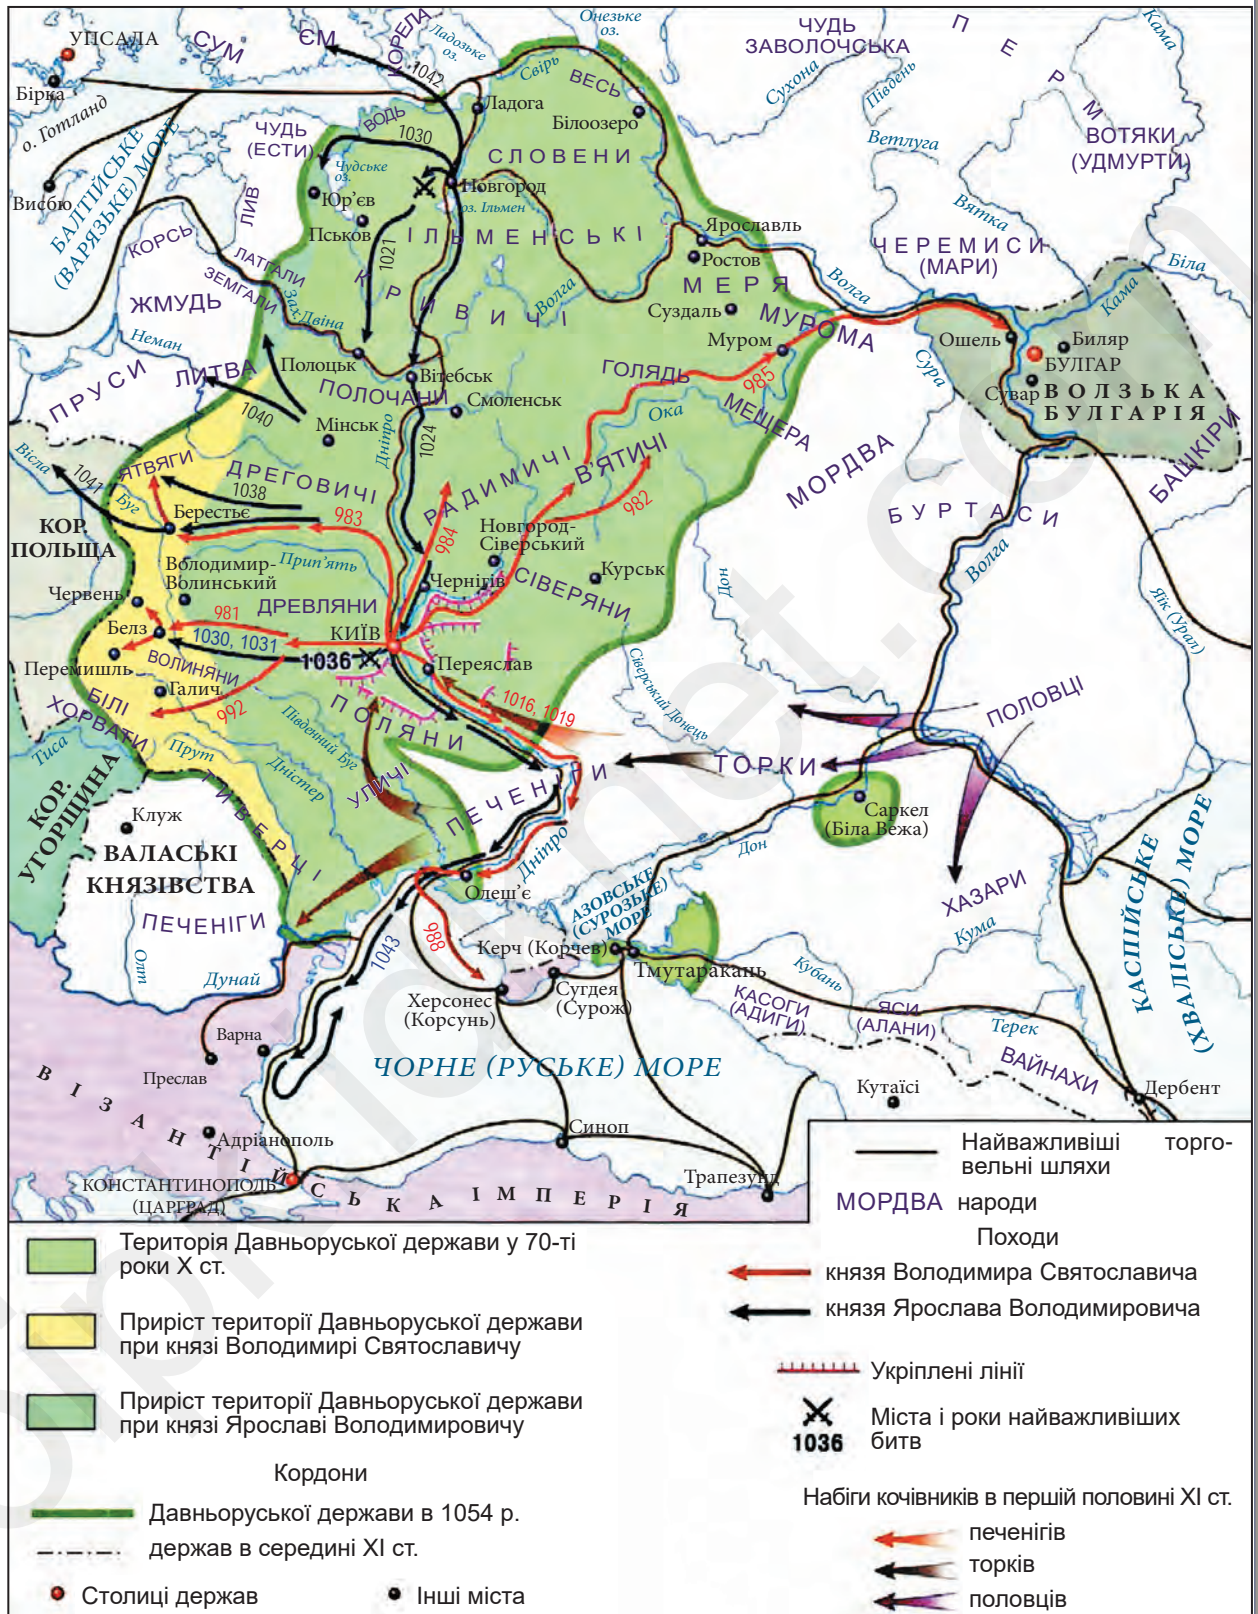 УПСАЛА
Бірка
о. Готланд
Висбю
БАЛТІЙСЬКЕ
(ВАРЯЗЬКЕ) МОРЕ
СУМ
ЄМ
КОРЕЛА
Ладозьке
оз.
Онезьке
оз.
Свірь
1042
ВЕСЬ
Ладога
Білоозеро
ЧУДЬ
ЗАВОЛОЧСЬКА
Сухона
Південь
ПЕРМ
Кама
Ветлуга
ВОТЯКИ
(УДМУРТИ)
Вятка
ЧЕРЕМИСИ
(МАРИ)
Біла
Кама
ЧУДЬ
(ЕСТИ)
ВОДЬ
1030
Чудське
оз.
СЛОВЕНИ
Новгород
оз. Ільмен
Юр’єв
Псков
ІЛЬМЕНСЬКІ
ЛИВ
КОРСЬ
ЛАТГАЛИ
ЗЕМГАЛИ
Зах. Двіна
1021
КРИВИЧІ
Волга
Ярославль
Ростов
МЕРЯ
Суздаль
МУРОМА
Муром
Волга
Ошель
Биляр
БУЛГАР
Сувар
ВОЛЗЬКА
БУЛГАРІЯ
Сура
ЖМУДЬ
Неман
ПРУСИ
ЛИТВА
1040
Полоцьк
ПОЛОЧАНИ
Вітебськ
Смоленськ
ГОЛЯДЬ
985
Ока
МЕЩЕРА
МОРДВА
БАШКІРИ
БУРТАСИ
Мінськ
Дніпро
1024
Вісла
1041
ЯТВЯГИ
Буг
ДРЕГОВИЧІ
1038
Берестьє
983
РАДИМИЧІ
984
В’ЯТИЧІ
982
КОР.
ПОЛЬЩА
Володимир-
Волинський
Прип’ять
Новгород-
Сіверський
Чернігів
СІВЕРЯНИ
Курськ
Дон
Волга
Яїк (Урал)
Червень
ДРЕВЛЯНИ
Белз
981
КИЇВ
1030, 1031
1036
Перемишль
ВОЛИНЯНИ
Галич
992
БІЛІ
ХОРВАТИ
Переяслав
1016, 1019
Сіверський Донець
ПОЛЯНИ
Південний Буг
Тиса
Прут
Дністер
УЛИЧІ
ТИВЕРЦІ
ПЕЧЕНІГИ
ТОРКИ
ПОЛОВЦІ
Саркел
(Біла Вежа)
КОР.
УГОРЩИНА
Клуж
ВАЛАСЬКІ
КНЯЗІВСТВА
ПЕЧЕНІГИ
Олт
Дунай
Дніпро
Олеш’є
Дон
ХАЗАРИ
Кума
КАСПІЙСЬКЕ
(ХВАЛІСЬКЕ) МОРЕ
АЗОВСЬКЕ
(СУРОЗЬКЕ)
МОРЕ
988
1043
Керч (Корчев)
Тмутаракань
Кубань
Херсонес
(Корсунь)
Сугдея
(Сурож)
КАСОГИ
(АДИГИ)
ЯСИ
(АЛАНИ)
Терек
ВАЙНАХИ
Дербент
Варна
Преслав
ЧОРНЕ (РУСЬКЕ) МОРЕ
Кутаїсі
Адріанополь
Синоп
Трапезунд
КОНСТАНТИНОПОЛЬ
(ЦАРГРАД)
ВІЗАНТІЙСЬКА ІМПЕРІЯ
Найважливіші торго-
вельні шляхи
МОРДВА народи
Походи
князя Володимира Святославича
князя Ярослава Володимировича
Укріплені лінії
Міста і роки найважливіших
битв
1036
Набіги кочівників в першій половині XI ст.
печенігів
торків
половців
Територія Давньоруської держави у 70-ті
роки X ст.
Приріст території Давньоруської держави
при князі Володимирі Святославичу
Приріст території Давньоруської держави
при князі Ярославі Володимировичу
Кордони
Давньоруської держави в 1054 р.
держав в середині XI ст.
Столиці держав
Інші міста